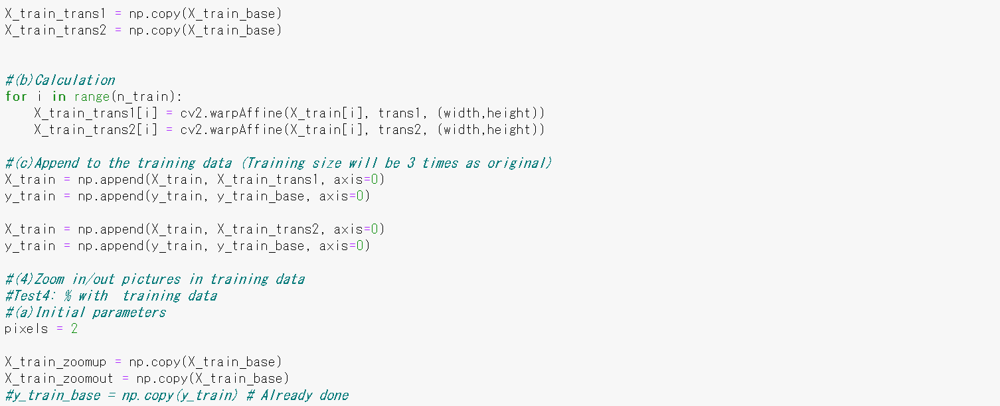 X_train_trans1 = np.copy(X_train_base)
X_train_trans2 = np.copy(X_train_base)
#(b)Calculation
for i in range(n_train):
    X_train_trans1[i] = cv2.warpAffine(X_train[i], trans1, (width,height))
    X_train_trans2[i] = cv2.warpAffine(X_train[i], trans2, (width,height))
#(c)Append to the training data (Training size will be 3 times as original)
X_train = np.append(X_train, X_train_trans1, axis=0)
y_train = np.append(y_train, y_train_base, axis=0)
X_train = np.append(X_train, X_train_trans2, axis=0)
y_train = np.append(y_train, y_train_base, axis=0)
#(4)Zoom in/out pictures in training data
#Test4: % with  training data
#(a)Initial parameters
pixels = 2
X_train_zoomup = np.copy(X_train_base)
X_train_zoomout = np.copy(X_train_base)
#y_train_base = np.copy(y_train) # Already done